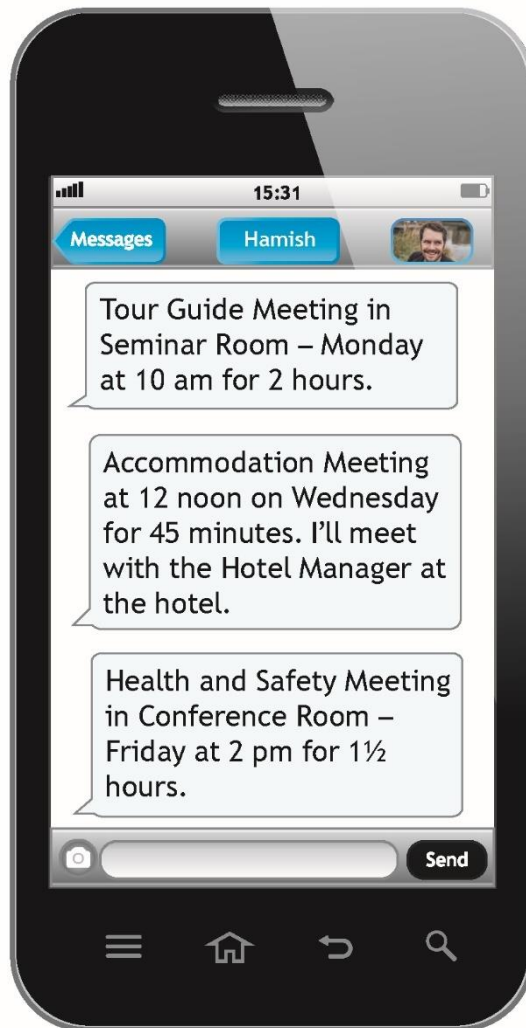 15:31
Messages
Hamish
Tour Guide Meeting in
Seminar Room – Monday
at 10 am for 2 hours.
Accommodation Meeting
at 12 noon on Wednesday
for 45 minutes. I’ll meet
with the Hotel Manager at
the hotel.
Health and Safety Meeting
in Conference Room –
Friday at 2 pm for 1½
hours.
Send